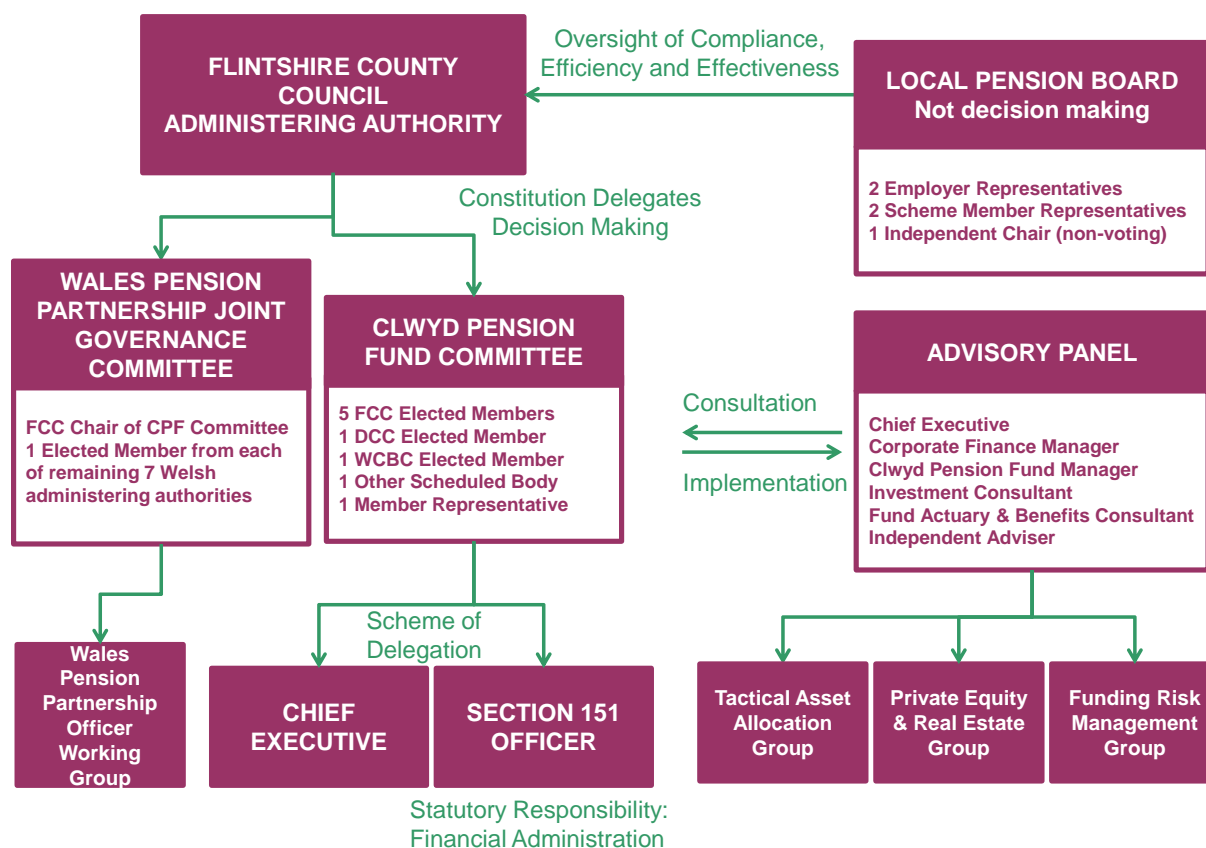 FLINTSHIRE COUNTY
COUNCIL
ADMINISTERING AUTHORITY
Oversight of Compliance,
Efficiency and Effectiveness
LOCAL PENSION BOARD
Not decision making
2 Employer Representatives
2 Scheme Member Representatives
1 Independent Chair (non-voting)
Constitution Delegates
Decision Making
WALES PENSION
PARTNERSHIP JOINT
GOVERNANCE
COMMITTEE
FCC Chair of CPF Committee
1 Elected Member from each
of remaining 7 Welsh
administering authorities
CLWYD PENSION
FUND COMMITTEE
5 FCC Elected Members
1 DCC Elected Member
1 WCBC Elected Member
1 Other Scheduled Body
1 Member Representative
Consultation
Implementation
ADVISORY PANEL
Chief Executive
Corporate Finance Manager
Clwyd Pension Fund Manager
Investment Consultant
Fund Actuary & Benefits Consultant
Independent Adviser
Wales
Pension
Partnership
Officer
Working
Group
Scheme of
Delegation
CHIEF
EXECUTIVE
SECTION 151
OFFICER
Statutory Responsibility:
Financial Administration
Tactical Asset
Allocation
Group
Private Equity
& Real Estate
Group
Funding Risk
Management
Group